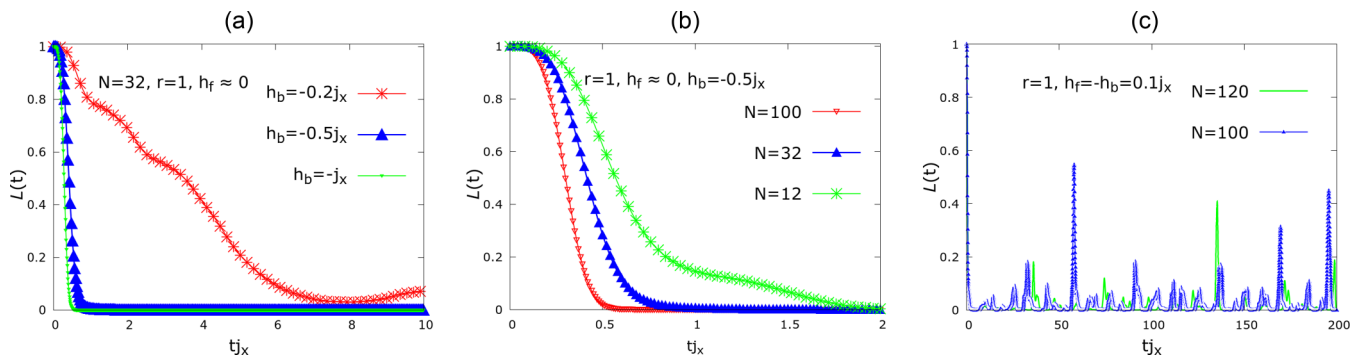 (a)
L(t)
1
0.8
0.6
0.4
0.2
0
N=32, r=1, h_f ≈ 0
h_b=-0.2j_x
h_b=-0.5j_x
h_b=-j_x
0 2 4 6 8 10
tj_x
(b)
L(t)
1
0.8
0.6
0.4
0.2
0
r=1, h_f ≈ 0, h_b=-0.5j_x
N=100
N=32
N=12
0 0.5 1 1.5 2
tj_x
(c)
L(t)
1
0.8
0.6
0.4
0.2
0
r=1, h_f=-h_b=0.1j_x
N=120
N=100
0 50 100 150 200
tj_x